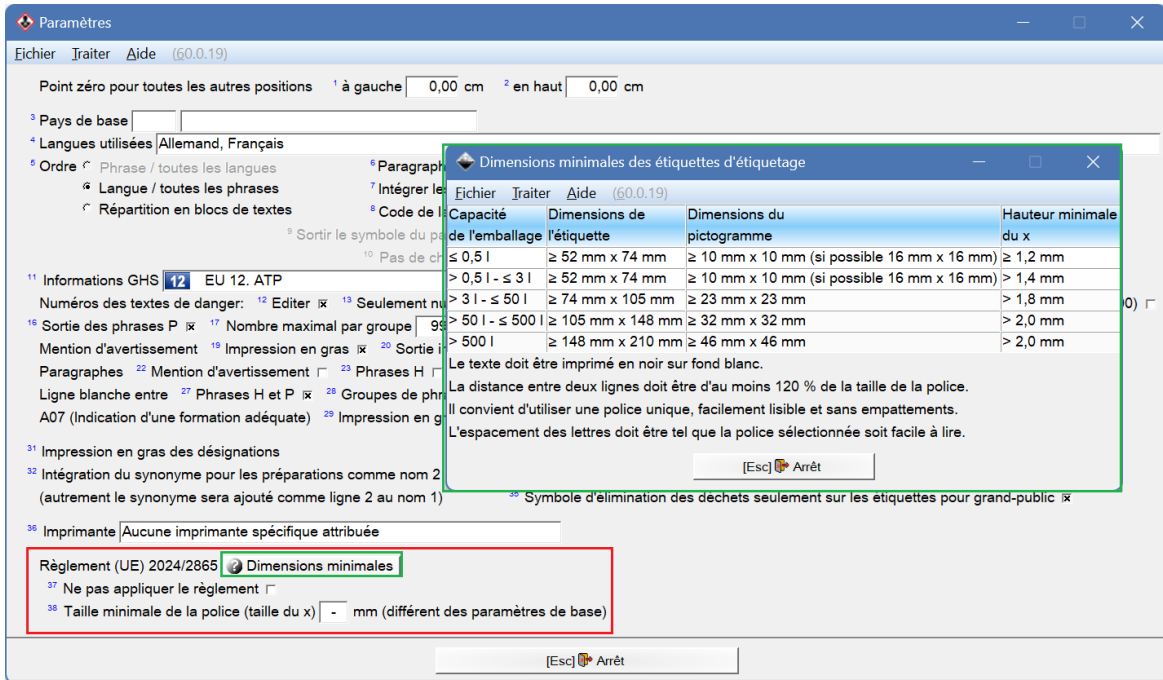 Paramètres
Fichier Traiter Aide (60.0.19)
Point zéro pour toutes les autres positions 1 à gauche 0,00 cm 2 en haut 0,00 cm
3 Pays de base
4 Langues utilisées Allemand, Français
5 Ordre Phrase / toutes les langues
Langue / toutes les phrases
Répartition en blocs de textes
6 Paragraph
7 Intégrer le
8 Code de l
9 Sortir le symbole du pa
10 Pas de ch
11 Informations GHS 12 EU 12. ATP
Numéros des textes de danger: 12 Editer 13 Seulement nu
0)
16 Sortie des phrases P 17 Nombre maximal par groupe 99
Mention d'avertissement 19 Impression en gras 20 Sortie i
Paragraphes 22 Mention d'avertissement 23 Phrases H
Ligne blanche entre 27 Phrases H et P 28 Groupes de phr
A07 (Indication d'une formation adéquate) 29 Impression en g
31 Impression en gras des désignations
32 Intégration du synonyme pour les préparations comme nom 2
(autrement le synonyme sera ajouté comme ligne 2 au nom 1)
35 Symbole d'élimination des déchets seulement sur les étiquettes pour grand-public
36 Imprimante Aucune imprimante spécifique attribuée
Règlement (UE) 2024/2865 Dimensions minimales
37 Ne pas appliquer le règlement
38 Taille minimale de la police (taille du x) - mm (différent des paramètres de base)
[Esc] Arrêt
Dimensions minimales des étiquettes d'étiquetage
Fichier Traiter Aide (60.0.19)
Capacité Dimensions de Dimensions du Hauteur minimale
de l'emballage l'étiquette pictogramme du x
≤ 0,5 l ≥ 52 mm x 74 mm ≥ 10 mm x 10 mm (si possible 16 mm x 16 mm) ≥ 1,2 mm
> 0,5 l - ≤ 3 l ≥ 52 mm x 74 mm ≥ 10 mm x 10 mm (si possible 16 mm x 16 mm) > 1,4 mm
> 3 l - ≤ 50 l ≥ 74 mm x 105 mm ≥ 23 mm x 23 mm > 1,8 mm
> 50 l - ≤ 500 l ≥ 105 mm x 148 mm ≥ 32 mm x 32 mm > 2,0 mm
> 500 l ≥ 148 mm x 210 mm ≥ 46 mm x 46 mm > 2,0 mm
Le texte doit être imprimé en noir sur fond blanc.
La distance entre deux lignes doit être d'au moins 120 % de la taille de la police.
Il convient d'utiliser une police unique, facilement lisible et sans empattements.
L'espacement des lettres doit être tel que la police sélectionnée soit facile à lire.
[Esc] Arrêt